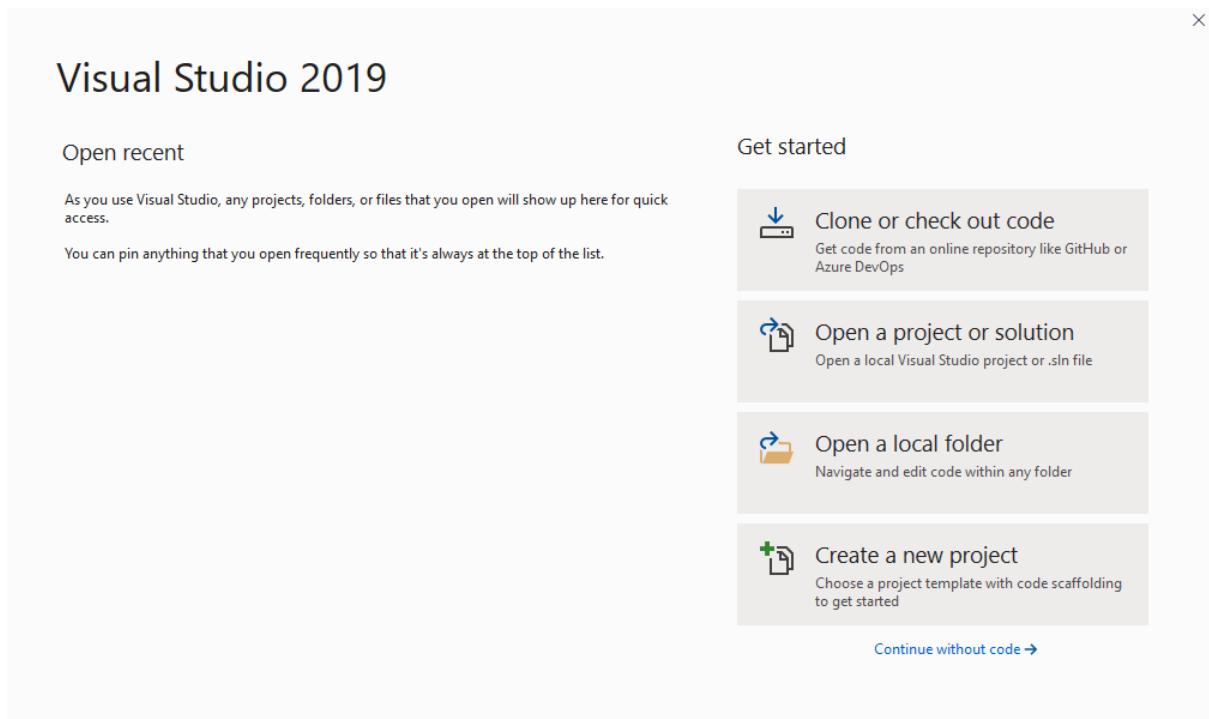 Visual Studio 2019
Open recent
As you use Visual Studio, any projects, folders, or files that you open will show up here for quick
access.
You can pin anything that you open frequently so that it's always at the top of the list.
Get started
Clone or check out code
Get code from an online repository like GitHub or
Azure DevOps
Open a project or solution
Open a local Visual Studio project or .sln file
Open a local folder
Navigate and edit code within any folder
Create a new project
Choose a project template with code scaffolding
to get started
Continue without code →